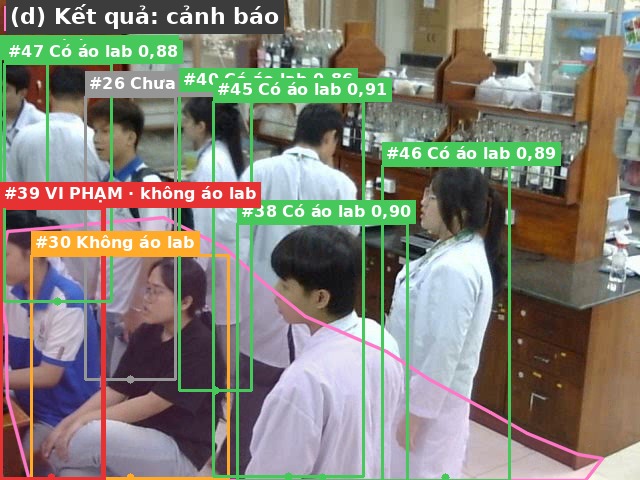 (d) Kết quả: cảnh báo
#47 Có áo lab 0,88
#26 Chưa
#40 Có áo lab 0,86
#45 Có áo lab 0,91
#46 Có áo lab 0,89
#39 VI PHẠM · không áo lab
#38 Có áo lab 0,90
#30 Không áo lab